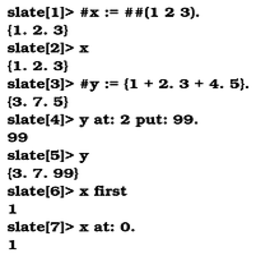 slate[1]> #x := ##(1 2 3).
{1. 2. 3}
slate[2]> x
{1. 2. 3}
slate[3]> #y := {1 + 2. 3 + 4. 5}.
{3. 7. 5}
slate[4]> y at: 2 put: 99.
99
slate[5]> y
{3. 7. 99}
slate[6]> x first
1
slate[7]> x at: 0.
1